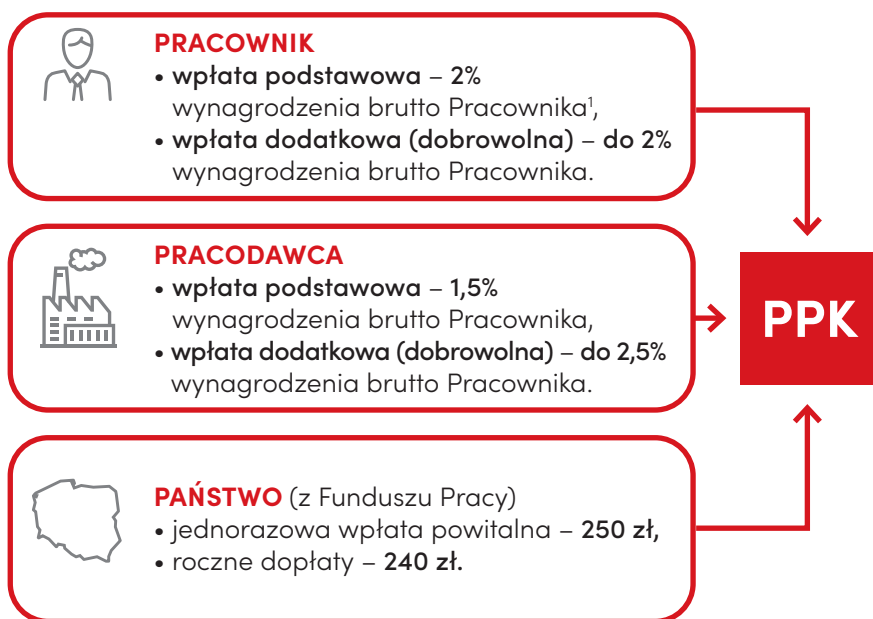 PRACOWNIK
• wpłata podstawowa – 2%
wynagrodzenia brutto Pracownika¹,
• wpłata dodatkowa (dobrowolna) – do 2%
wynagrodzenia brutto Pracownika.
PRACODAWCA
• wpłata podstawowa – 1,5%
wynagrodzenia brutto Pracownika,
• wpłata dodatkowa (dobrowolna) – do 2,5%
wynagrodzenia brutto Pracownika.
PAŃSTWO (z Funduszu Pracy)
• jednorazowa wpłata powitalna – 250 zł,
• roczne dopłaty – 240 zł.
PPK